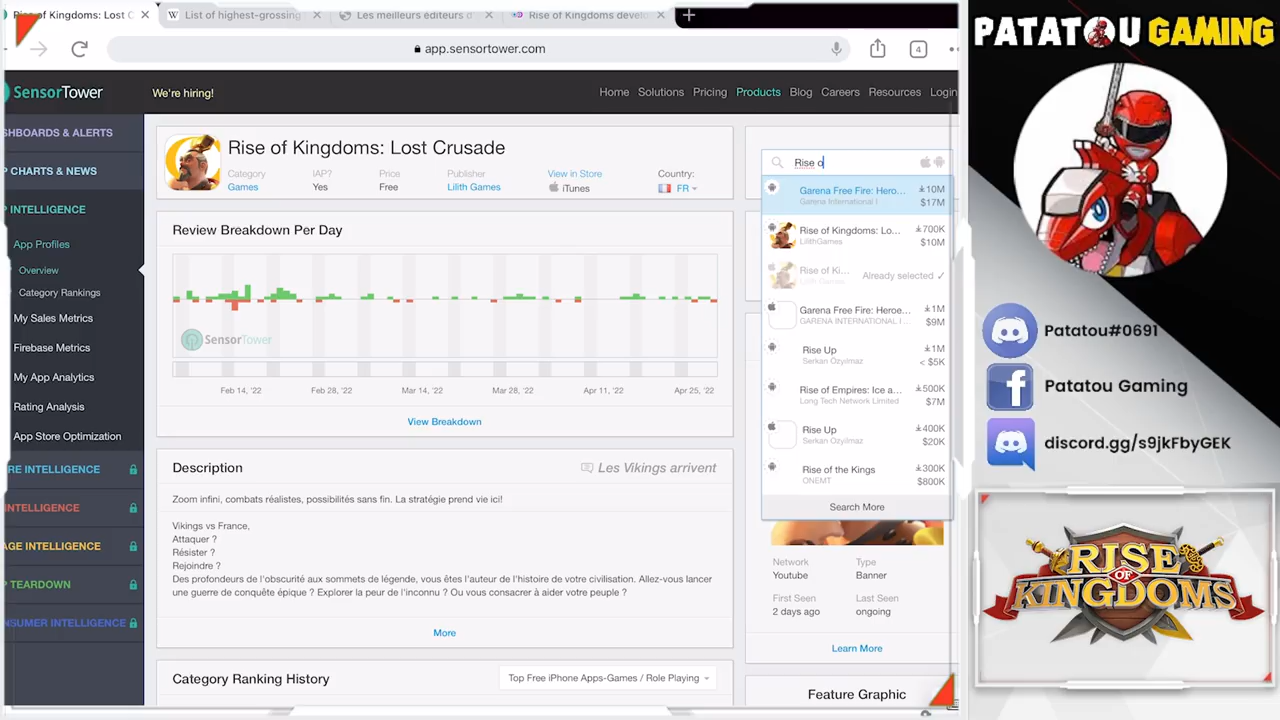 Rise of Kingdoms: Lost C
List of highest-grossing
Les meilleurs éditeurs d
Rise of Kingdoms devel
app.sensortower.com
4
SensorTower
We're hiring!
Home
Solutions
Pricing
Products
Blog
Careers
Resources
Login
SHBOARDS & ALERTS
P CHARTS & NEWS
INTELLIGENCE
App Profiles
Overview
Category Rankings
My Sales Metrics
Firebase Metrics
My App Analytics
Rating Analysis
App Store Optimization
RE INTELLIGENCE
INTELLIGENCE
AGE INTELLIGENCE
P TEARDOWN
NSUMER INTELLIGENCE
Rise of Kingdoms: Lost Crusade
Category
Games
IAP?
Yes
Price
Free
Publisher
Lilith Games
View in Store
iTunes
Country:
FR
Review Breakdown Per Day
SensorTower
Feb 14, '22
Feb 28, '22
Mar 14, '22
Mar 28, '22
Apr 11, '22
Apr 25, '22
View Breakdown
Description
Les Vikings arrivent
Zoom infini, combats réalistes, possibilités sans fin. La stratégie prend vie ici!
Vikings vs France,
Attaquer ?
Résister ?
Rejoindre ?
Des profondeurs de l'obscurité aux sommets de légende, vous êtes l'auteur de l'histoire de votre civilisation. Allez-vous lancer
une guerre de conquête épique ? Explorer la peur de l'inconnu ? Ou vous consacrer à aider votre peuple ?
More
Category Ranking History
Top Free iPhone Apps-Games / Role Playing
Rise o
Garena Free Fire: Hero...
10M
Garena International I
$17M
Rise of Kingdoms: Lo...
700K
LilithGames
$10M
Rise of Ki...
Already selected ✓
Lilith Games
Garena Free Fire: Heroe...
1M
GARENA INTERNATIONAL I ...
$9M
Rise Up
1M
Serkan Özyılmaz
< $5K
Rise of Empires: Ice a...
500K
Long Tech Network Limited
$7M
Rise Up
400K
Serkan Ozyilmaz
$20K
Rise of the Kings
300K
ONEMT
$800K
Search More
Network
Youtube
Type
Banner
First Seen
2 days ago
Last Seen
ongoing
Learn More
Feature Graphic
PATATOU GAMING
Patatou#0691
Patatou Gaming
discord.gg/s9jkFbyGEK
RISE
OF
KINGDOMS